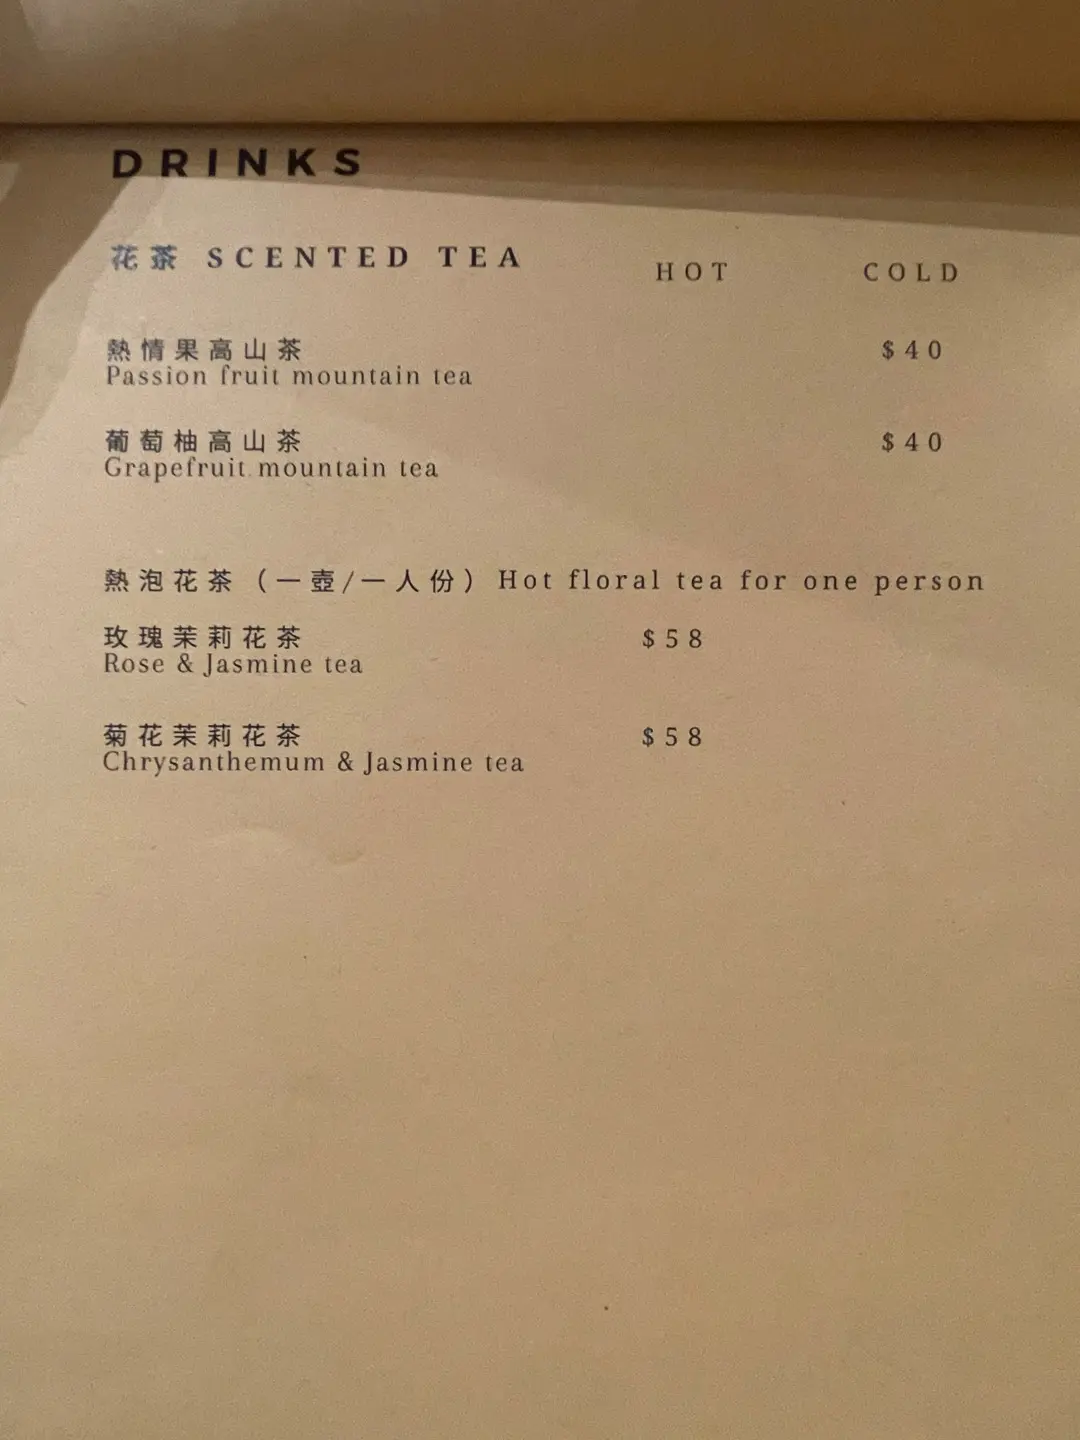 DRINKS
花茶 SCENTED TEA HOT COLD
熱情果高山茶 $40
Passion fruit mountain tea
葡萄柚高山茶 $40
Grapefruit mountain tea
熱泡花茶（一壺/一人份）Hot floral tea for one person
玫瑰茉莉花茶 $58
Rose & Jasmine tea
菊花茉莉花茶 $58
Chrysanthemum & Jasmine tea